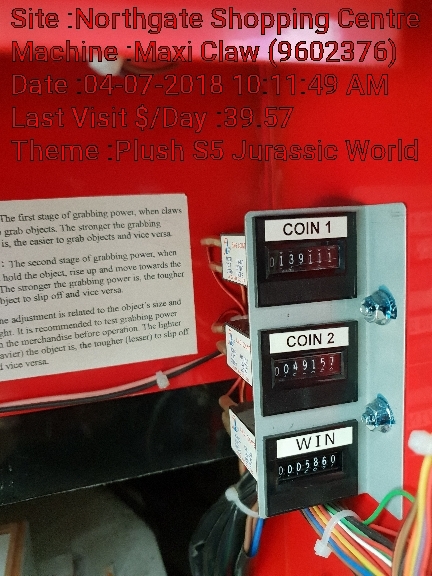 Site :Northgate Shopping Centre
Machine :Maxi Claw (9602376)
Date :04-07-2018 10:11:49 AM
Last Visit $/Day :39.57
Theme :Plush S5 Jurassic World
The first stage of grabbing power, when claws
grab objects. The stronger the grabbing
is, the easier to grab objects and vice versa.
: The second stage of grabbing power, when
hold the object, rise up and move towards the
The stronger the grabbing power is, the tougher
bject to slip off and vice versa.
ne adjustment is related to the object's size and
ght. It is recommended to test grabbing power
n the merchandise before operation. The lighter
avier) the object is, the tougher (lesser) to slip off
d vice versa.
COIN 1
0139111
COIN 2
0049157
WIN
0005860